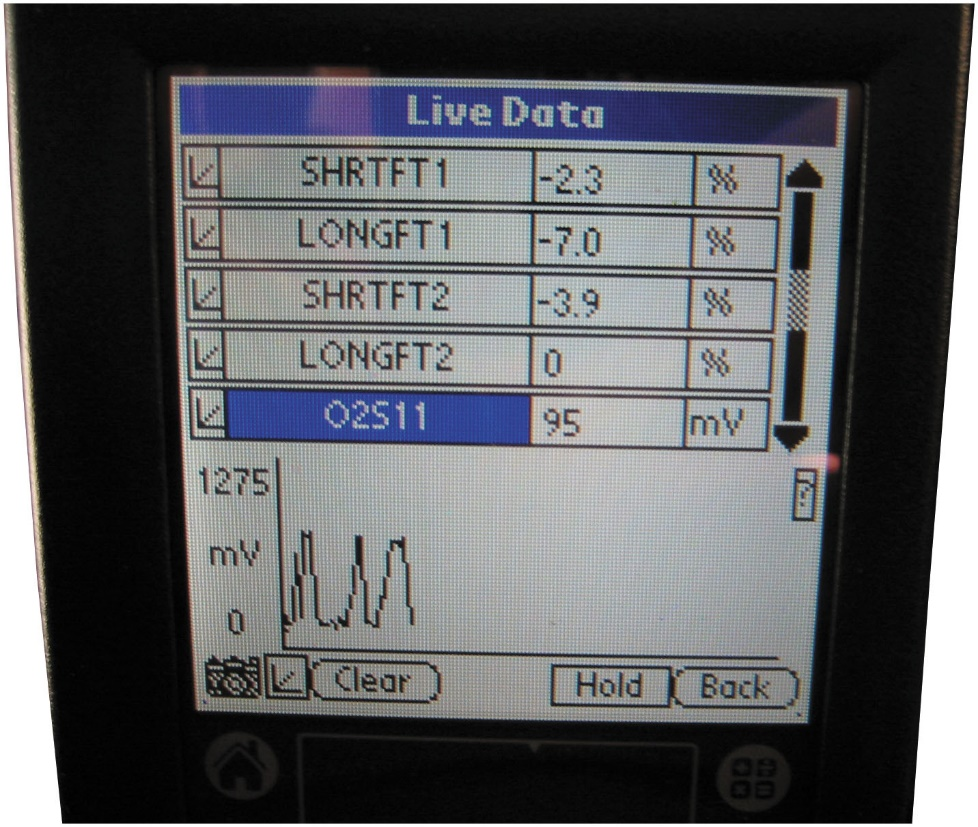 Live Data
SHRTFT1 -2.3 %
LONGFT1 -7.0 %
SHRTFT2 -3.9 %
LONGFT2 0 %
O2S11 95 mV
1275
mV
0
?
Clear Hold Back